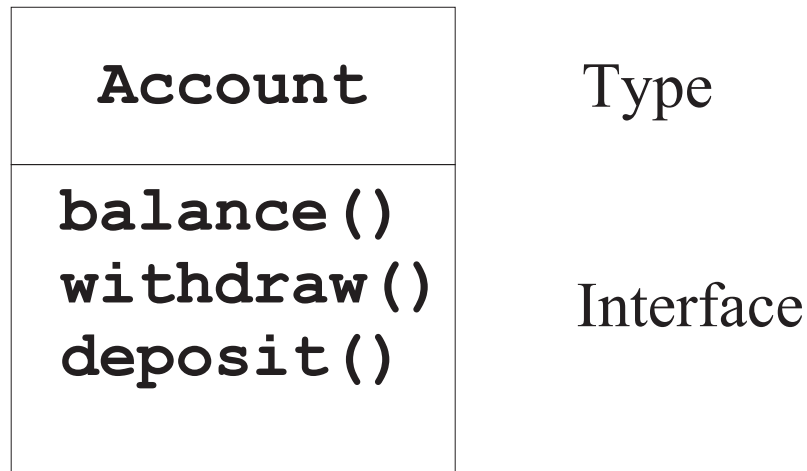 Account
Type
balance()
withdraw()
deposit()
Interface